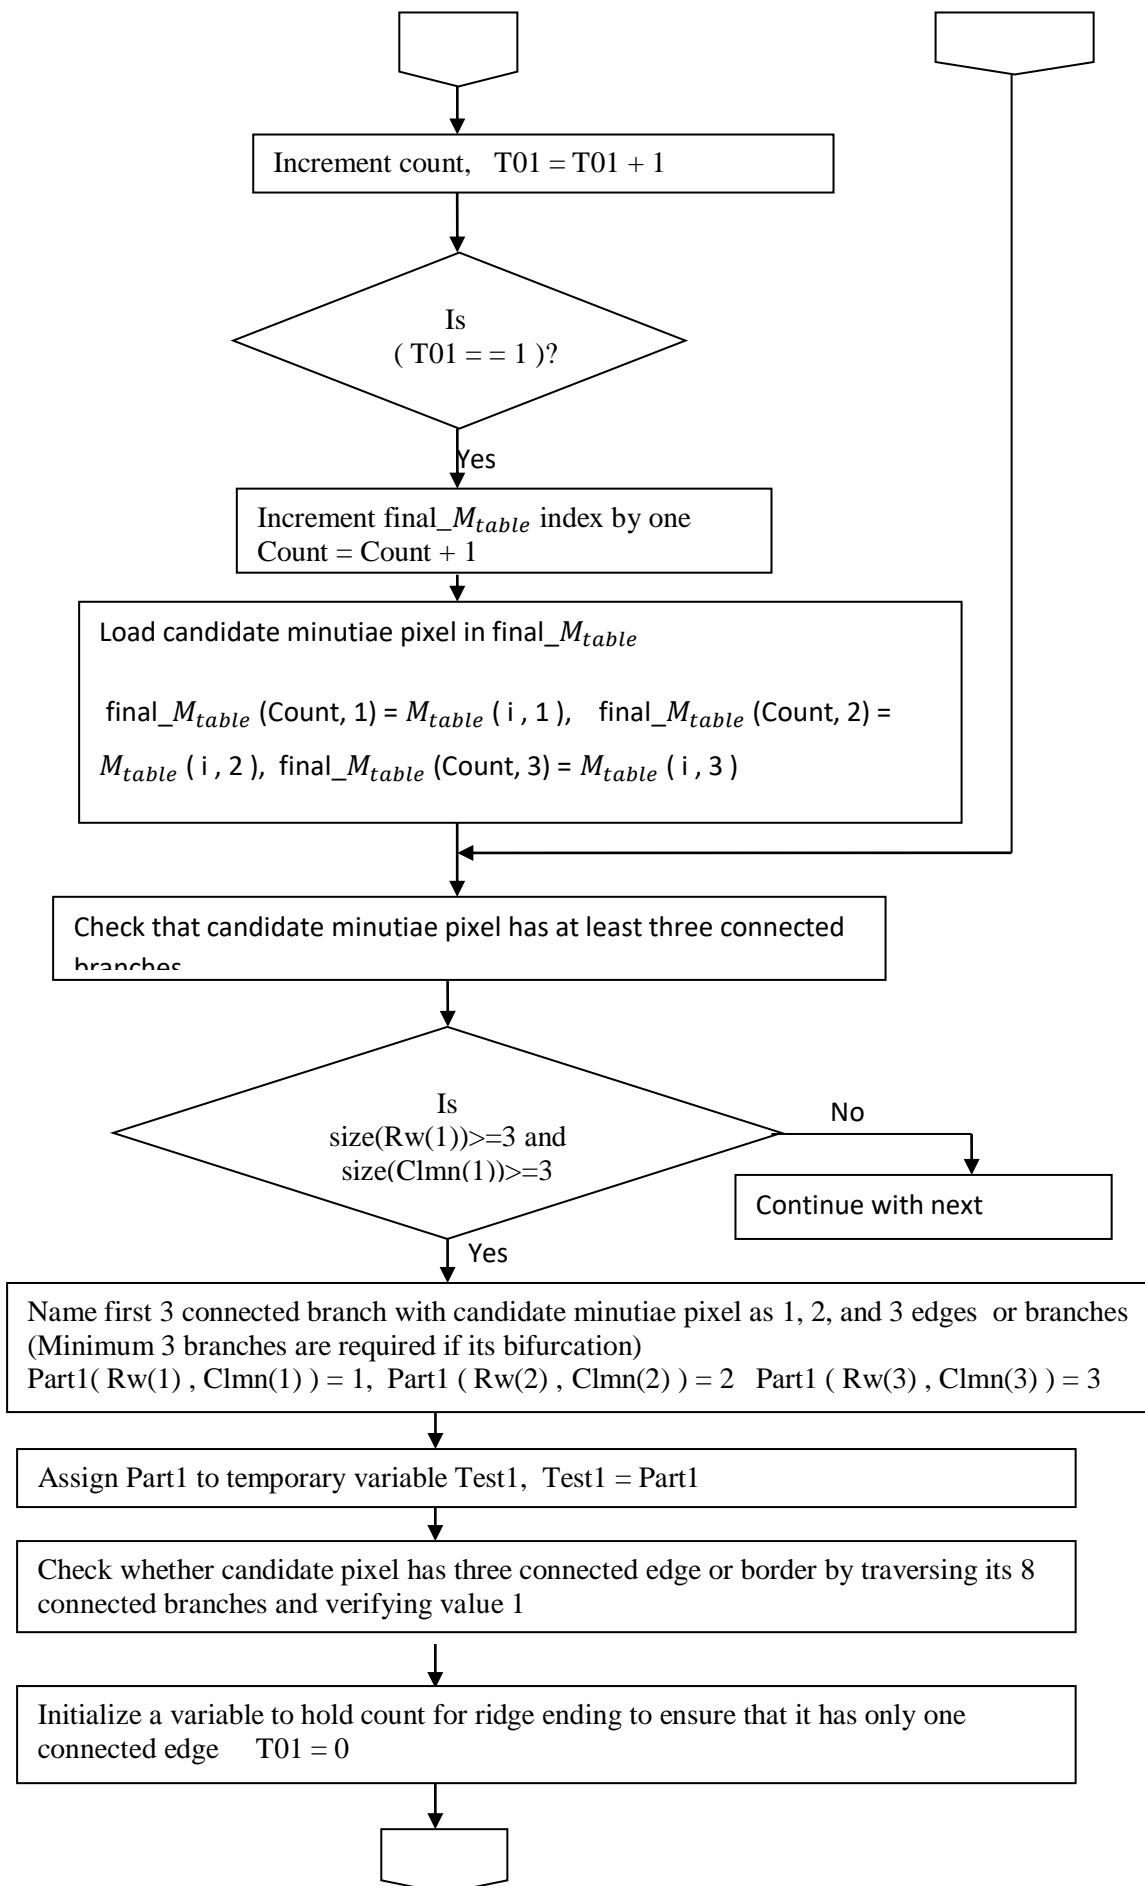 Increment count,   T01 = T01 + 1
Is
( T01 = = 1 )?
Yes
Increment final_M_table index by one
Count = Count + 1
Load candidate minutiae pixel in final_M_table
final_M_table (Count, 1) = M_table ( i , 1 ),    final_M_table (Count, 2) =
M_table ( i , 2 ),  final_M_table (Count, 3) = M_table ( i , 3 )
Check that candidate minutiae pixel has at least three connected
branches
Is
size(Rw(1))>=3 and
size(Clmn(1))>=3
No
Continue with next
Yes
Name first 3 connected branch with candidate minutiae pixel as 1, 2, and 3 edges  or branches
(Minimum 3 branches are required if its bifurcation)
Part1( Rw(1) , Clmn(1) ) = 1,  Part1 ( Rw(2) , Clmn(2) ) = 2   Part1 ( Rw(3) , Clmn(3) ) = 3
Assign Part1 to temporary variable Test1,  Test1 = Part1
Check whether candidate pixel has three connected edge or border by traversing its 8
connected branches and verifying value 1
Initialize a variable to hold count for ridge ending to ensure that it has only one
connected edge     T01 = 0